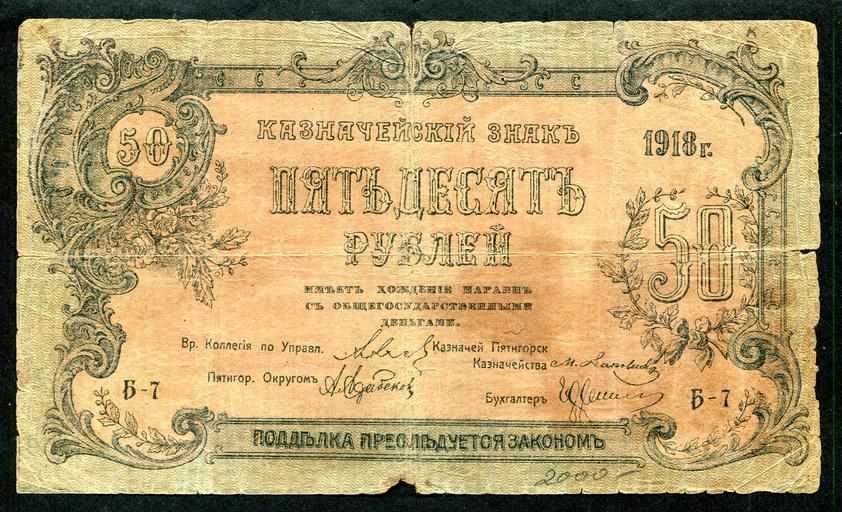 С С С С
50
КАЗНАЧЕЙСКІЙ ЗНАКЪ
1918 г.
ПЯТЬДЕСЯТЪ
РУБЛЕЙ
50
ИМѢЕТЪ ХОЖДЕНІЕ НАРАВНѢ
СЪ ОБЩЕГОСУДАРСТВЕННЫМИ
ДЕНЬГАМИ.
Вр. Коллегія по Управл.
Пятигор. Округомъ
Казначей Пятигорск
Казначейства
Бухгалтеръ
Б-7
Б-7
ПОДДѢЛКА ПРЕСЛѢДУЕТСЯ ЗАКОНОМЪ
2000-